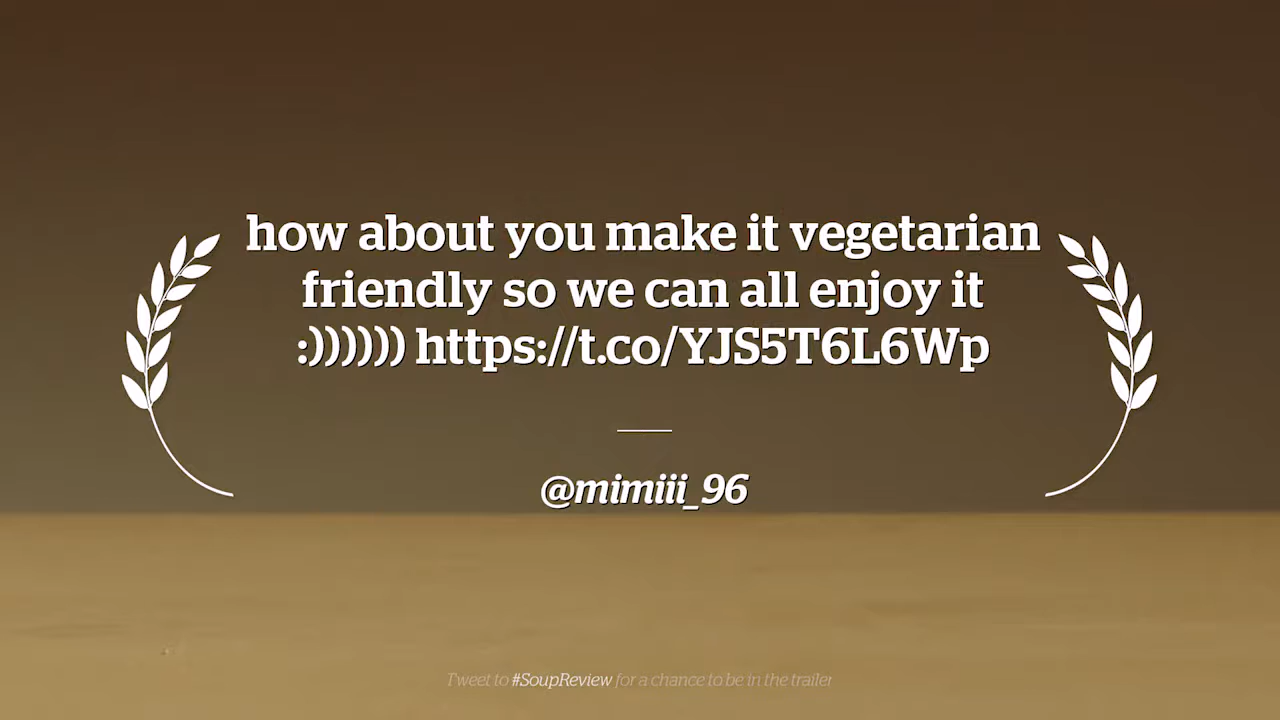 how about you make it vegetarian
friendly so we can all enjoy it
:)))))) https://t.co/YJS5T6L6Wp
@mimiii_96
Tweet to #SoupReview for a chance to be in the trailer